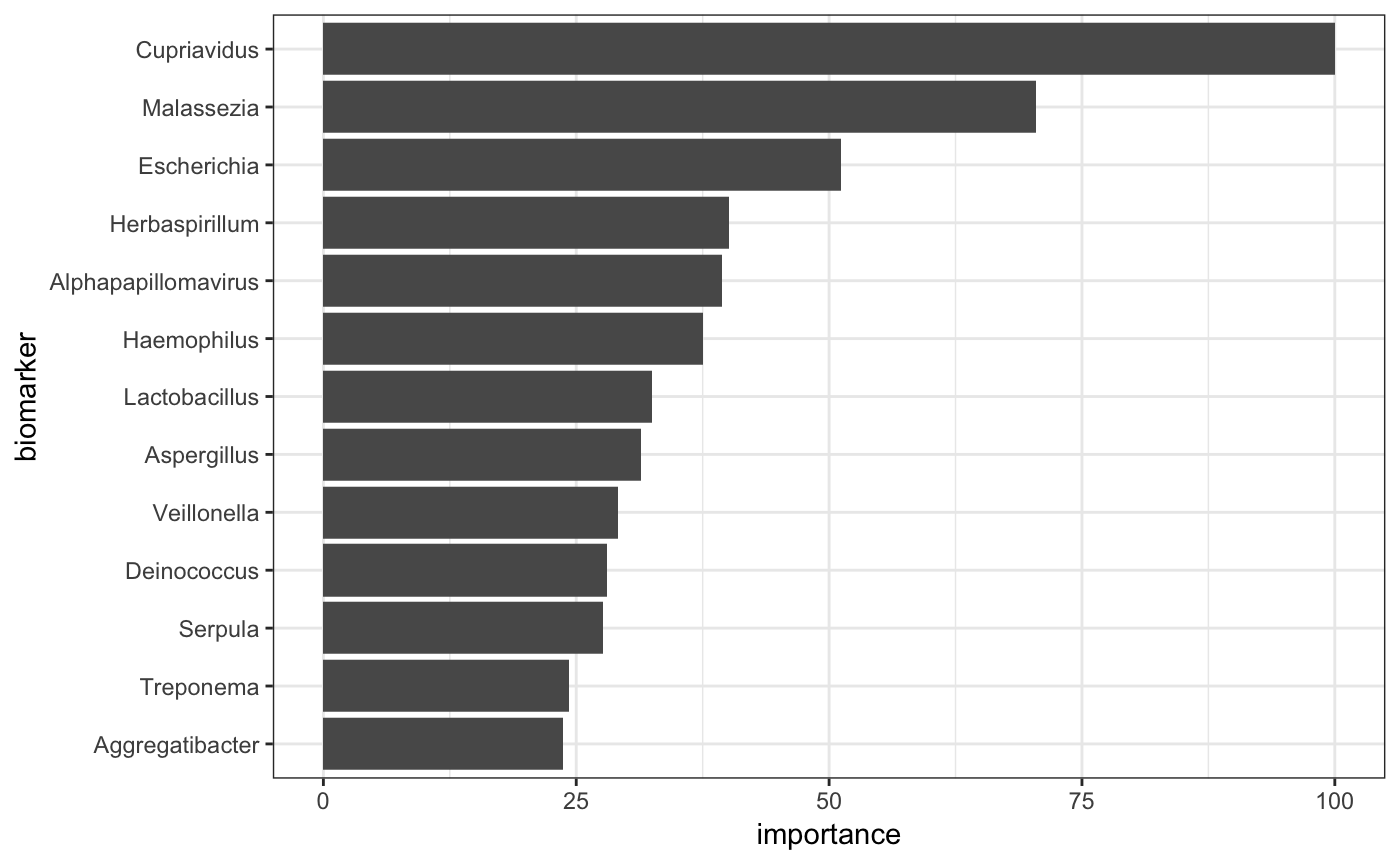 Cupriavidus
Malassezia
Escherichia
Herbaspirillum
Alphapapillomavirus
Haemophilus
Lactobacillus
Aspergillus
Veillonella
Deinococcus
Serpula
Treponema
Aggregatibacter
biomarker
0 25 50 75 100
importance